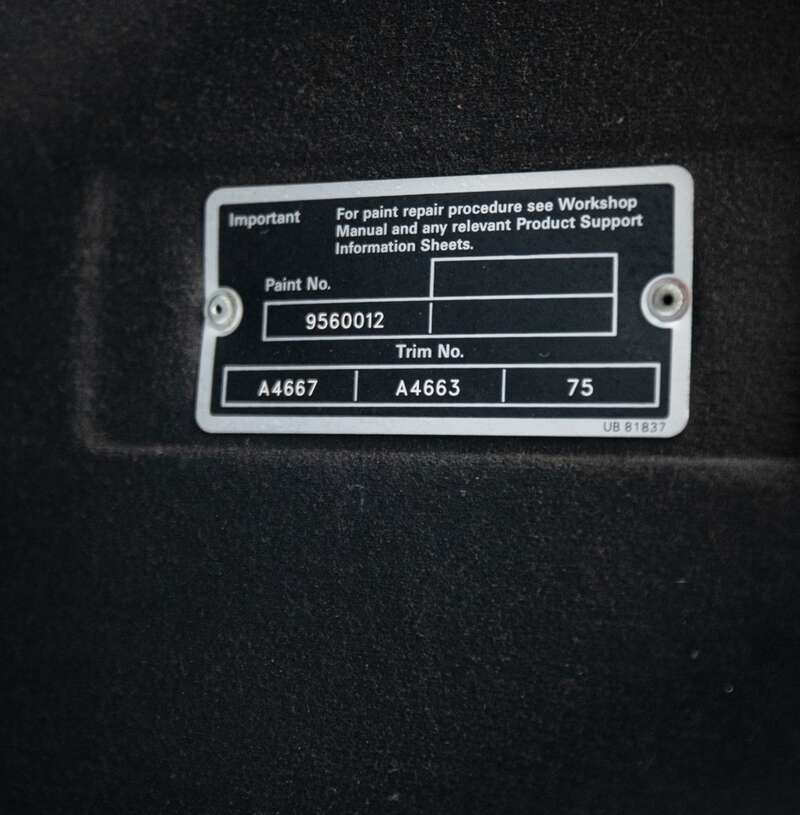 Important
For paint repair procedure see Workshop
Manual and any relevant Product Support
Information Sheets.
Paint No.
9560012
Trim No.
A4667 A4663 75
UB 81837